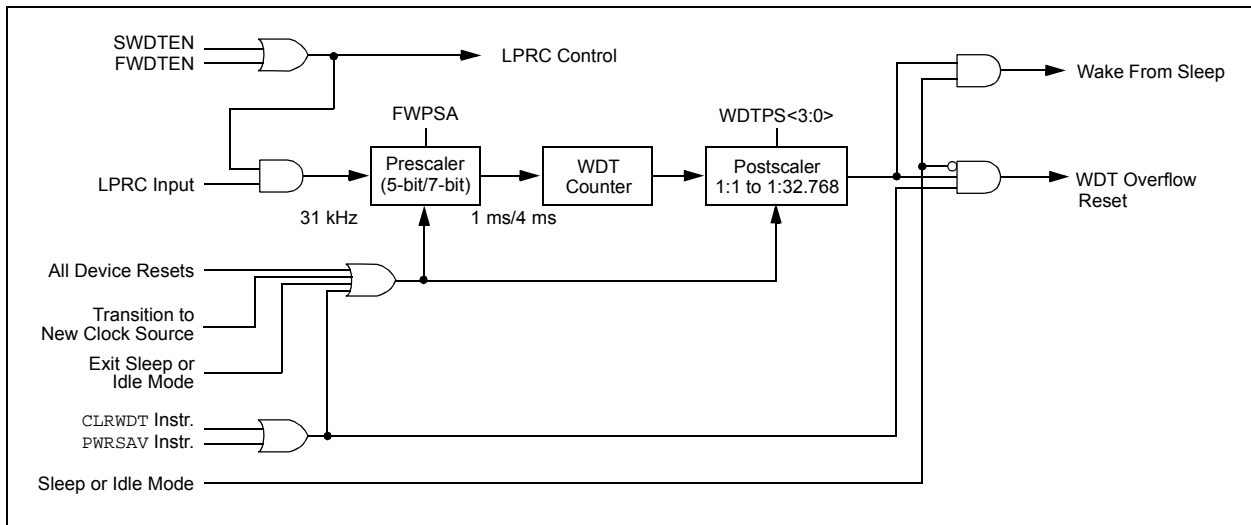 SWDTEN
FWDTEN
LPRC Control
Wake From Sleep
FWPSA
WDTPS<3:0>
LPRC Input
Prescaler
(5-bit/7-bit)
WDT
Counter
Postscaler
1:1 to 1:32.768
WDT Overflow
Reset
31 kHz
1 ms/4 ms
All Device Resets
Transition to
New Clock Source
Exit Sleep or
Idle Mode
CLRWDT Instr.
PWRSAV Instr.
Sleep or Idle Mode